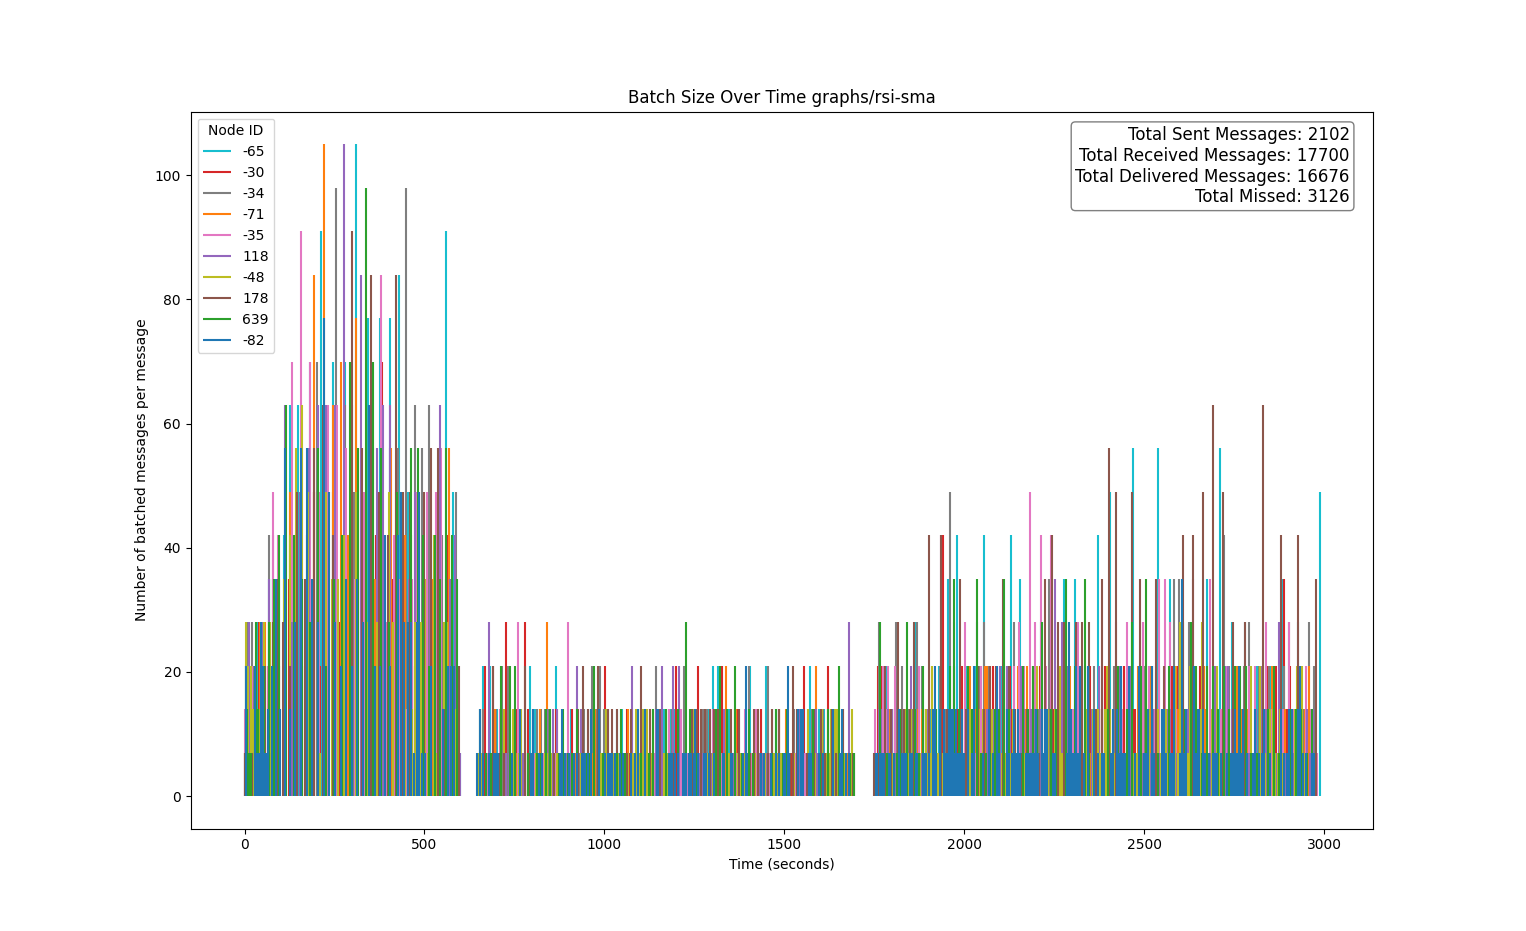 Batch Size Over Time graphs/rsi-sma
Node ID
-65
-30
-34
-71
-35
118
-48
178
639
-82
Total Sent Messages: 2102
Total Received Messages: 17700
Total Delivered Messages: 16676
Total Missed: 3126
Number of batched messages per message
100
80
60
40
20
0
0 500 1000 1500 2000 2500 3000
Time (seconds)